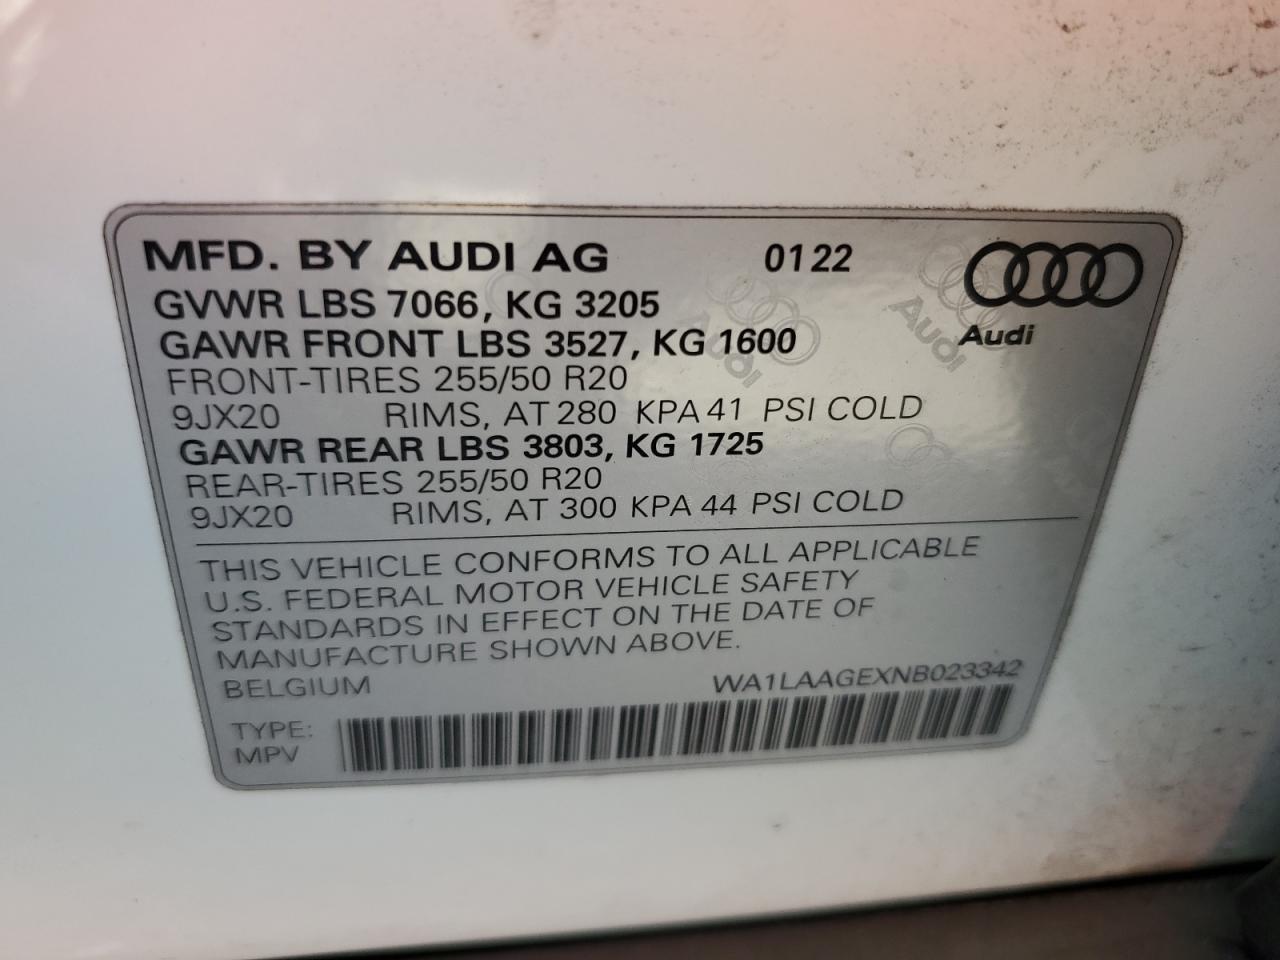 MFD. BY AUDI AG 0122
Audi
GVWR LBS 7066, KG 3205
GAWR FRONT LBS 3527, KG 1600
FRONT-TIRES 255/50 R20
9JX20 RIMS, AT 280 KPA 41 PSI COLD
GAWR REAR LBS 3803, KG 1725
REAR-TIRES 255/50 R20
9JX20 RIMS, AT 300 KPA 44 PSI COLD
THIS VEHICLE CONFORMS TO ALL APPLICABLE
U.S. FEDERAL MOTOR VEHICLE SAFETY
STANDARDS IN EFFECT ON THE DATE OF
MANUFACTURE SHOWN ABOVE.
BELGIUM WA1LAAGEXNB023342
TYPE:
MPV
Audi
Audi